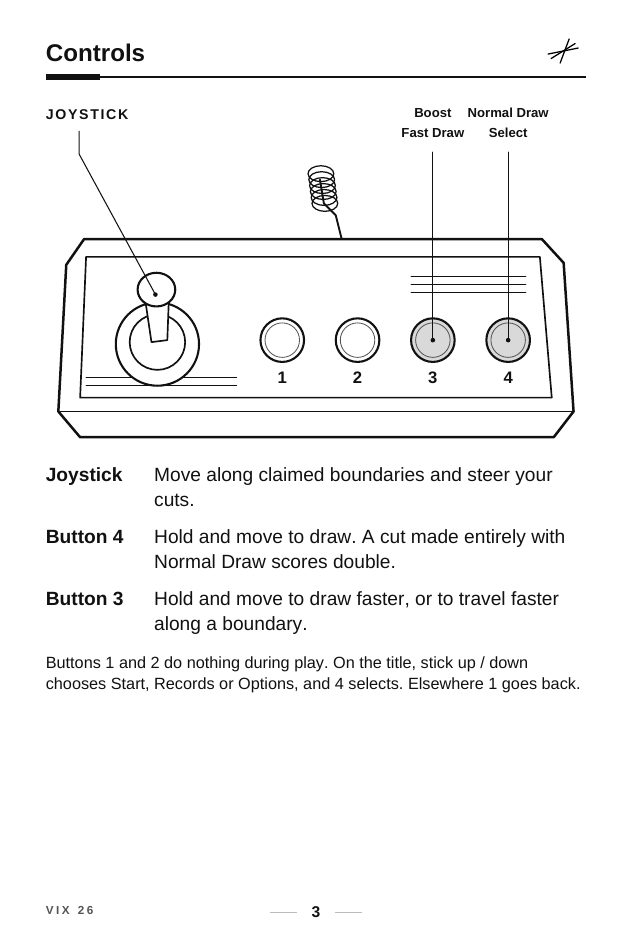 Controls
JOYSTICK
Boost Normal Draw
Fast Draw Select
1 2 3 4
Joystick Move along claimed boundaries and steer your
cuts.
Button 4 Hold and move to draw. A cut made entirely with
Normal Draw scores double.
Button 3 Hold and move to draw faster, or to travel faster
along a boundary.
Buttons 1 and 2 do nothing during play. On the title, stick up / down
chooses Start, Records or Options, and 4 selects. Elsewhere 1 goes back.
VIX 26 3